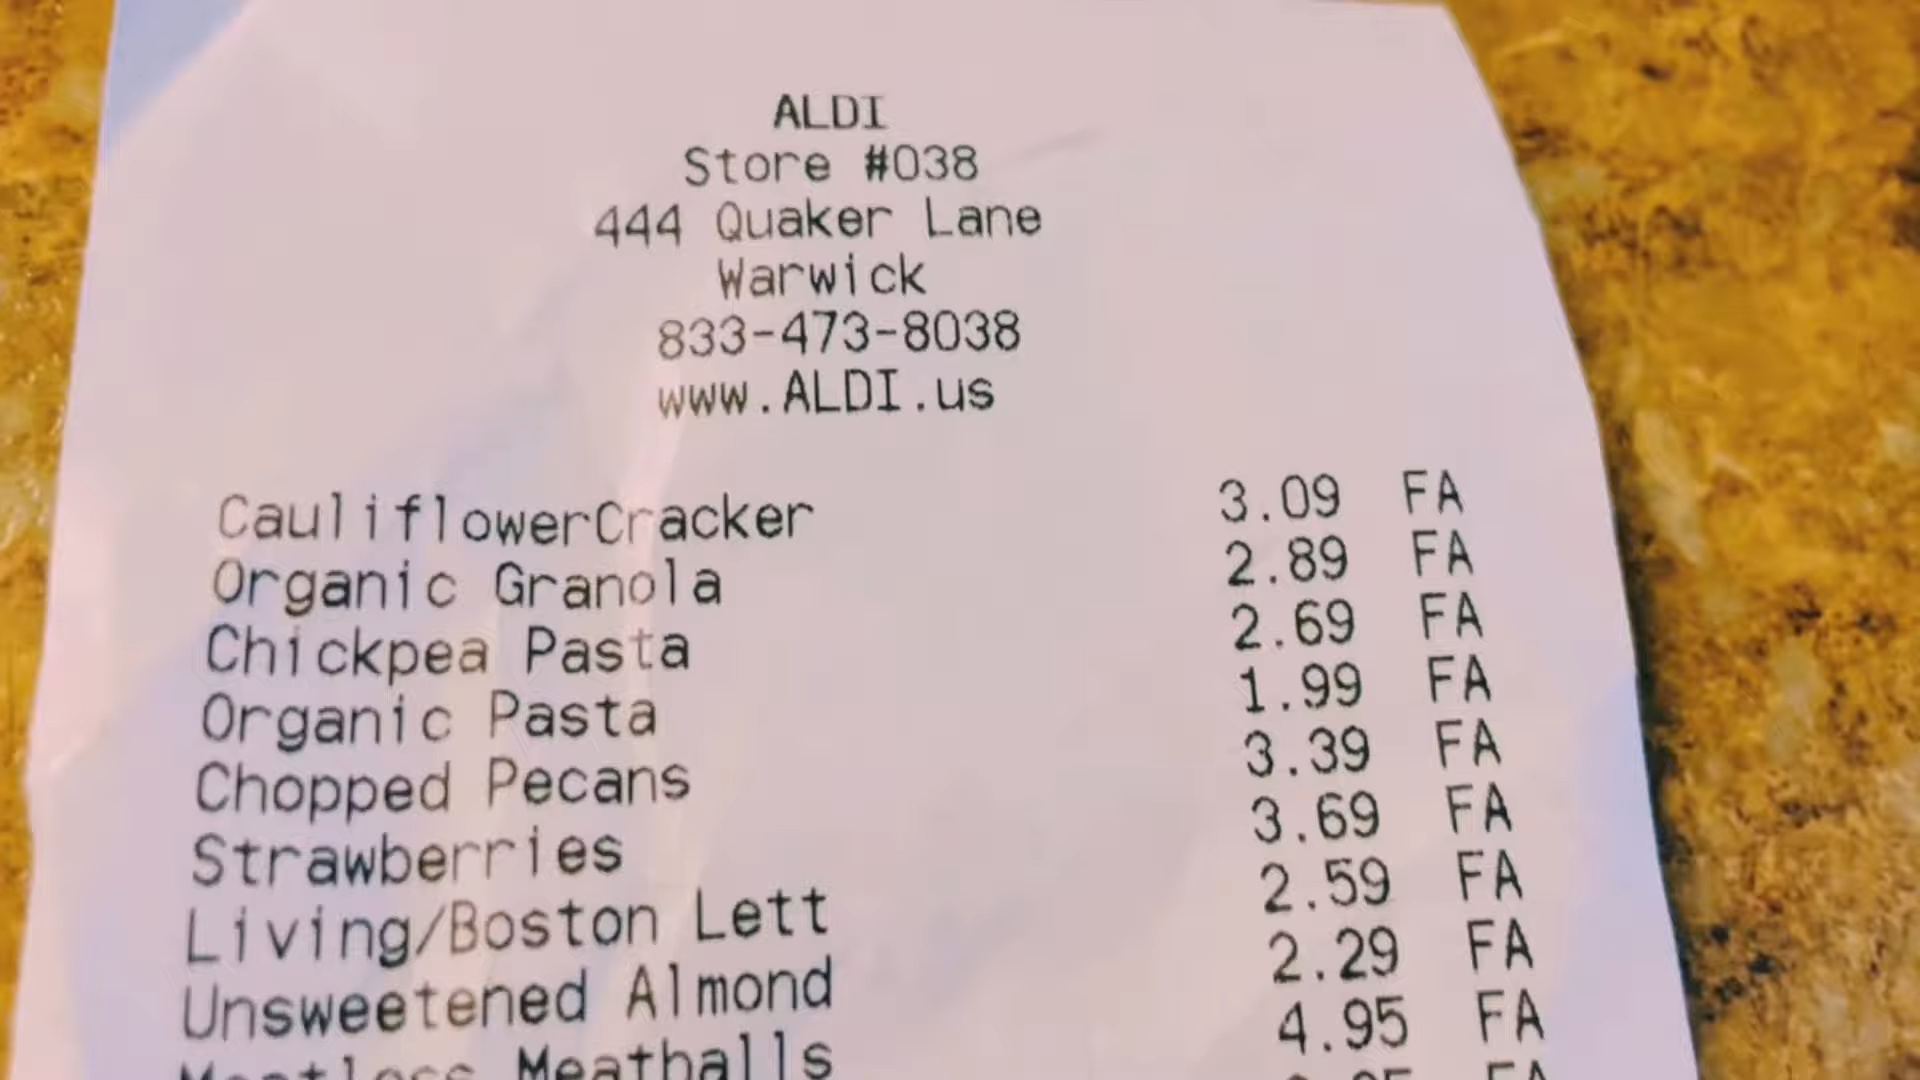 ALDI
Store #038
444 Quaker Lane
Warwick
833-473-8038
www.ALDI.us
CauliflowerCracker 3.09 FA
Organic Granola 2.89 FA
Chickpea Pasta 2.69 FA
Organic Pasta 1.99 FA
Chopped Pecans 3.39 FA
Strawberries 3.69 FA
Living/Boston Lett 2.59 FA
Unsweetened Almond 2.29 FA
Meatless Meatballs 4.95 FA